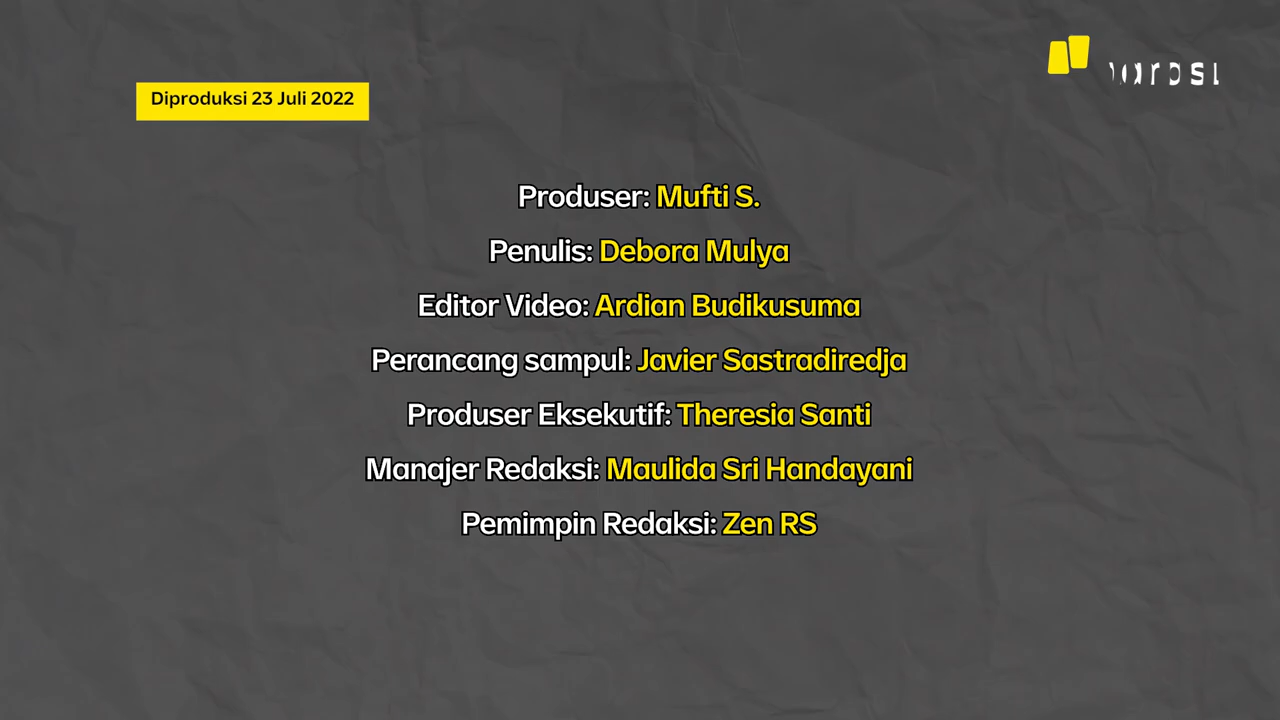 Diproduksi 23 Juli 2022
Produser: Mufti S.
Penulis: Debora Mulya
Editor Video: Ardian Budikusuma
Perancang sampul: Javier Sastradiredja
Produser Eksekutif: Theresia Santi
Manajer Redaksi: Maulida Sri Handayani
Pemimpin Redaksi: Zen RS